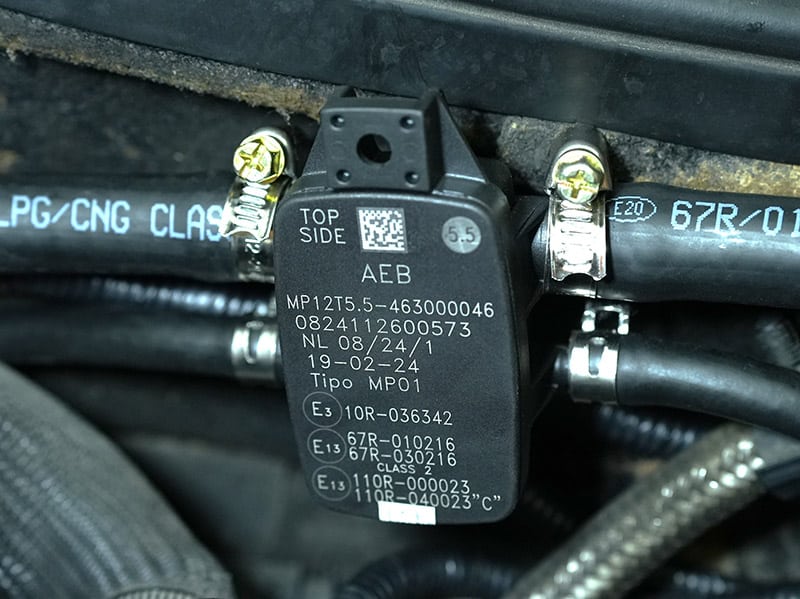 LPG/CNG CLAS
E20 67R/01
TOP
SIDE
5.5
AEB
MP12T5.5-463000046
0824112600573
NL 08/24/1
19-02-24
Tipo MP01
E3 10R-036342
E13 67R-010216
67R-030216
CLASS 2
E13 110R-000023
110R-040023"C"